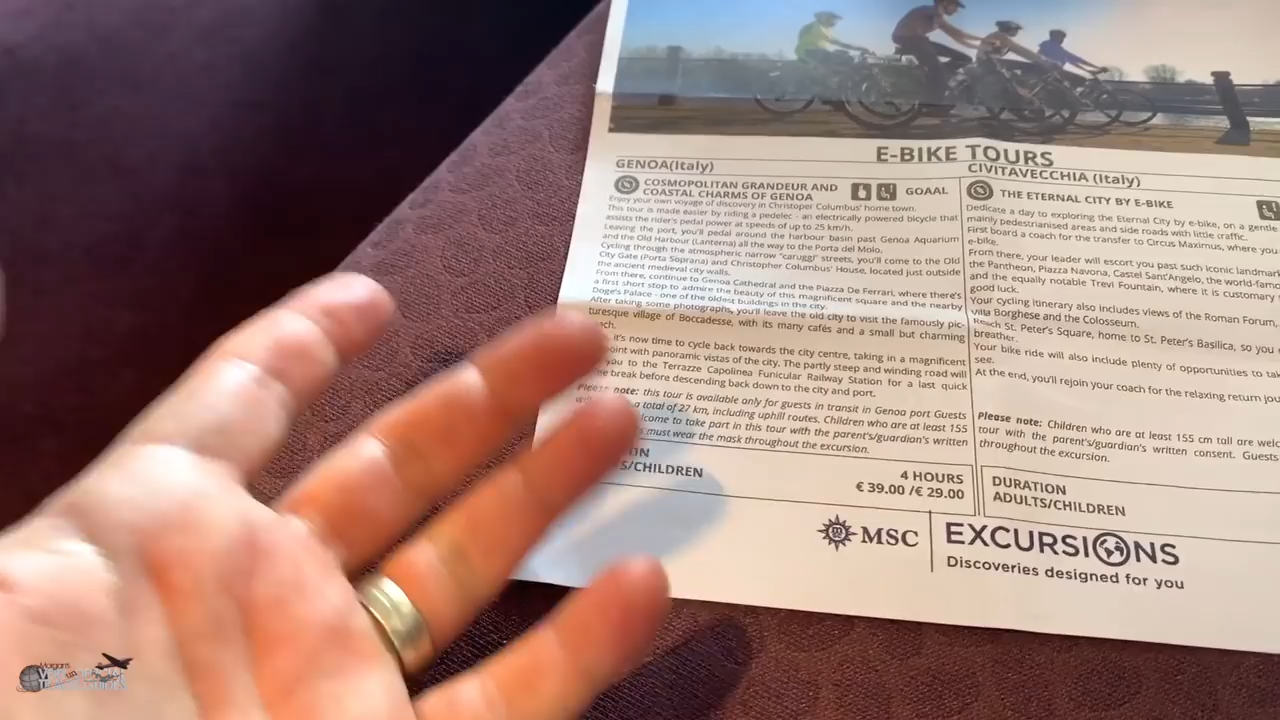 E-BIKE TOURS
GENOA(Italy)
COSMOPOLITAN GRANDEUR AND
COASTAL CHARMS OF GENOA
GOAAL
Enjoy your own voyage of discovery in Christoper Columbus' home town.
This tour is made easier by riding a pedelec - an electrically powered bicycle that
assists the rider's pedal power at speeds of up to 25 km/h.
Leaving the port, you'll pedal around the harbour basin past Genoa Aquarium
and the Old Harbour (Lanterna) all the way to the Porta del Molo.
Cycling through the atmospheric narrow "caruggi" streets, you'll come to the Old
City Gate (Porta Soprana) and Christopher Columbus' House, located just outside
the ancient medieval city walls.
From there, continue to Genoa Cathedral and the Piazza De Ferrari, where there's
a first short stop to admire the beauty of this magnificent square and the nearby
Doge's Palace - one of the oldest buildings in the city.
After taking some photographs, you'll leave the old city to visit the famously pic-
turesque village of Boccadesse, with its many cafés and a small but charming
it's now time to cycle back towards the city centre, taking in a magnificent
point with panoramic vistas of the city. The partly steep and winding road will
you to the Terrazze Capolinea Funicular Railway Station for a last quick
break before descending back down to the city and port.
Please note: this tour is available only for guests in transit in Genoa port Guests
a total of 27 km, including uphill routes. Children who are at least 155
to take part in this tour with the parent's/guardian's written
must wear the mask throughout the excursion.
S/CHILDREN
4 HOURS
€ 39.00 /€ 29.00
CIVITAVECCHIA (Italy)
THE ETERNAL CITY BY E-BIKE
Dedicate a day to exploring the Eternal City by e-bike, on a gentle
mainly pedestrianised areas and side roads with little traffic.
First board a coach for the transfer to Circus Maximus, where you
e-bike.
From there, your leader will escort you past such iconic
the Pantheon, Piazza Navona, Castel Sant'Angelo, the
and the equally notable Trevi Fountain, where it is customary
good luck.
Your cycling itinerary also includes views of the Roman Forum,
Villa Borghese and the Colosseum.
Reach St. Peter's Square, home to St. Peter's Basilica, so you
breather.
Your bike ride will also include plenty of opportunities to
see.
At the end, you'll rejoin your coach for the relaxing return
Please note: Children who are at least 155 cm tall are
tour with the parent's/guardian's written consent. Guests
throughout the excursion.
DURATION
ADULTS/CHILDREN
MSC
EXCURSIONS
Discoveries designed for you
Morgan's